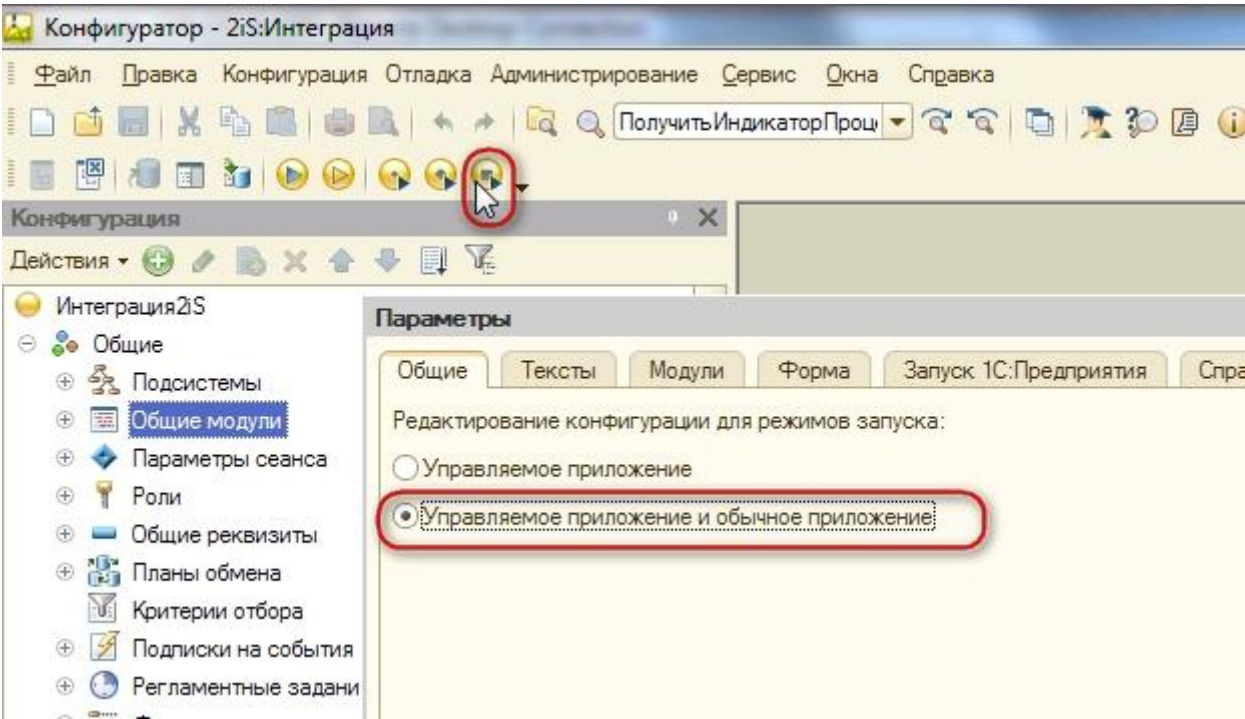 Конфигуратор - 2iS:Интеграция
Файл Правка Конфигурация Отладка Администрирование Сервис Окна Справка
ПолучитьИндикаторПроц
Конфигурация
Действия
Интеграция2iS
Общие
Подсистемы
Общие модули
Параметры сеанса
Роли
Общие реквизиты
Планы обмена
Критерии отбора
Подписки на события
Регламентные задани
Параметры
Общие Тексты Модули Форма Запуск 1С:Предприятия Спра
Редактирование конфигурации для режимов запуска:
Управляемое приложение
Управляемое приложение и обычное приложение